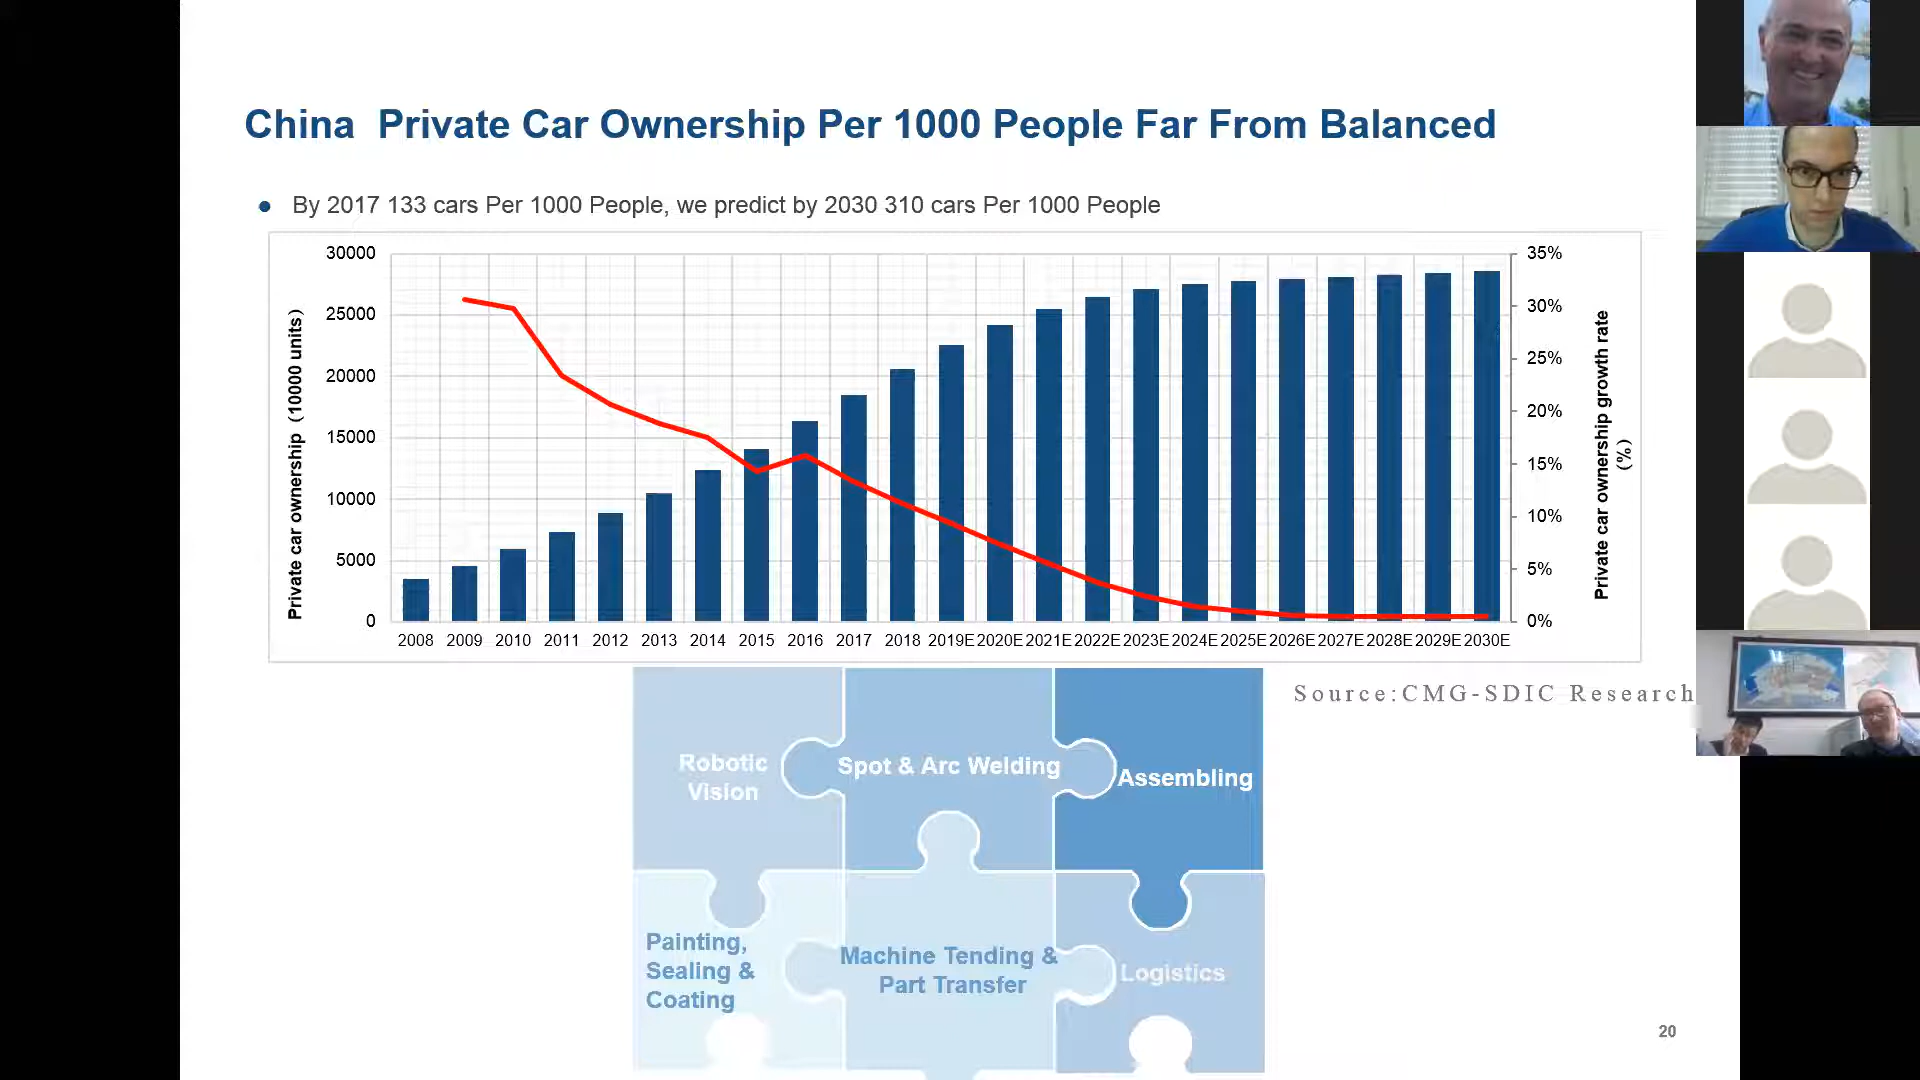 China  Private Car Ownership Per 1000 People Far From Balanced
● By 2017 133 cars Per 1000 People, we predict by 2030 310 cars Per 1000 People
Private car ownership (10000 units)
30000
25000
20000
15000
10000
5000
0
35%
30%
25%
20%
15%
10%
5%
0%
Private car ownership growth rate
(%)
2008 2009 2010 2011 2012 2013 2014 2015 2016 2017 2018 2019E 2020E 2021E 2022E 2023E 2024E 2025E 2026E 2027E 2028E 2029E 2030E
Source:CMG-SDIC Research
Robotic
Vision
Spot & Arc Welding
Assembling
Painting,
Sealing &
Coating
Machine Tending &
Part Transfer
Logistics
20